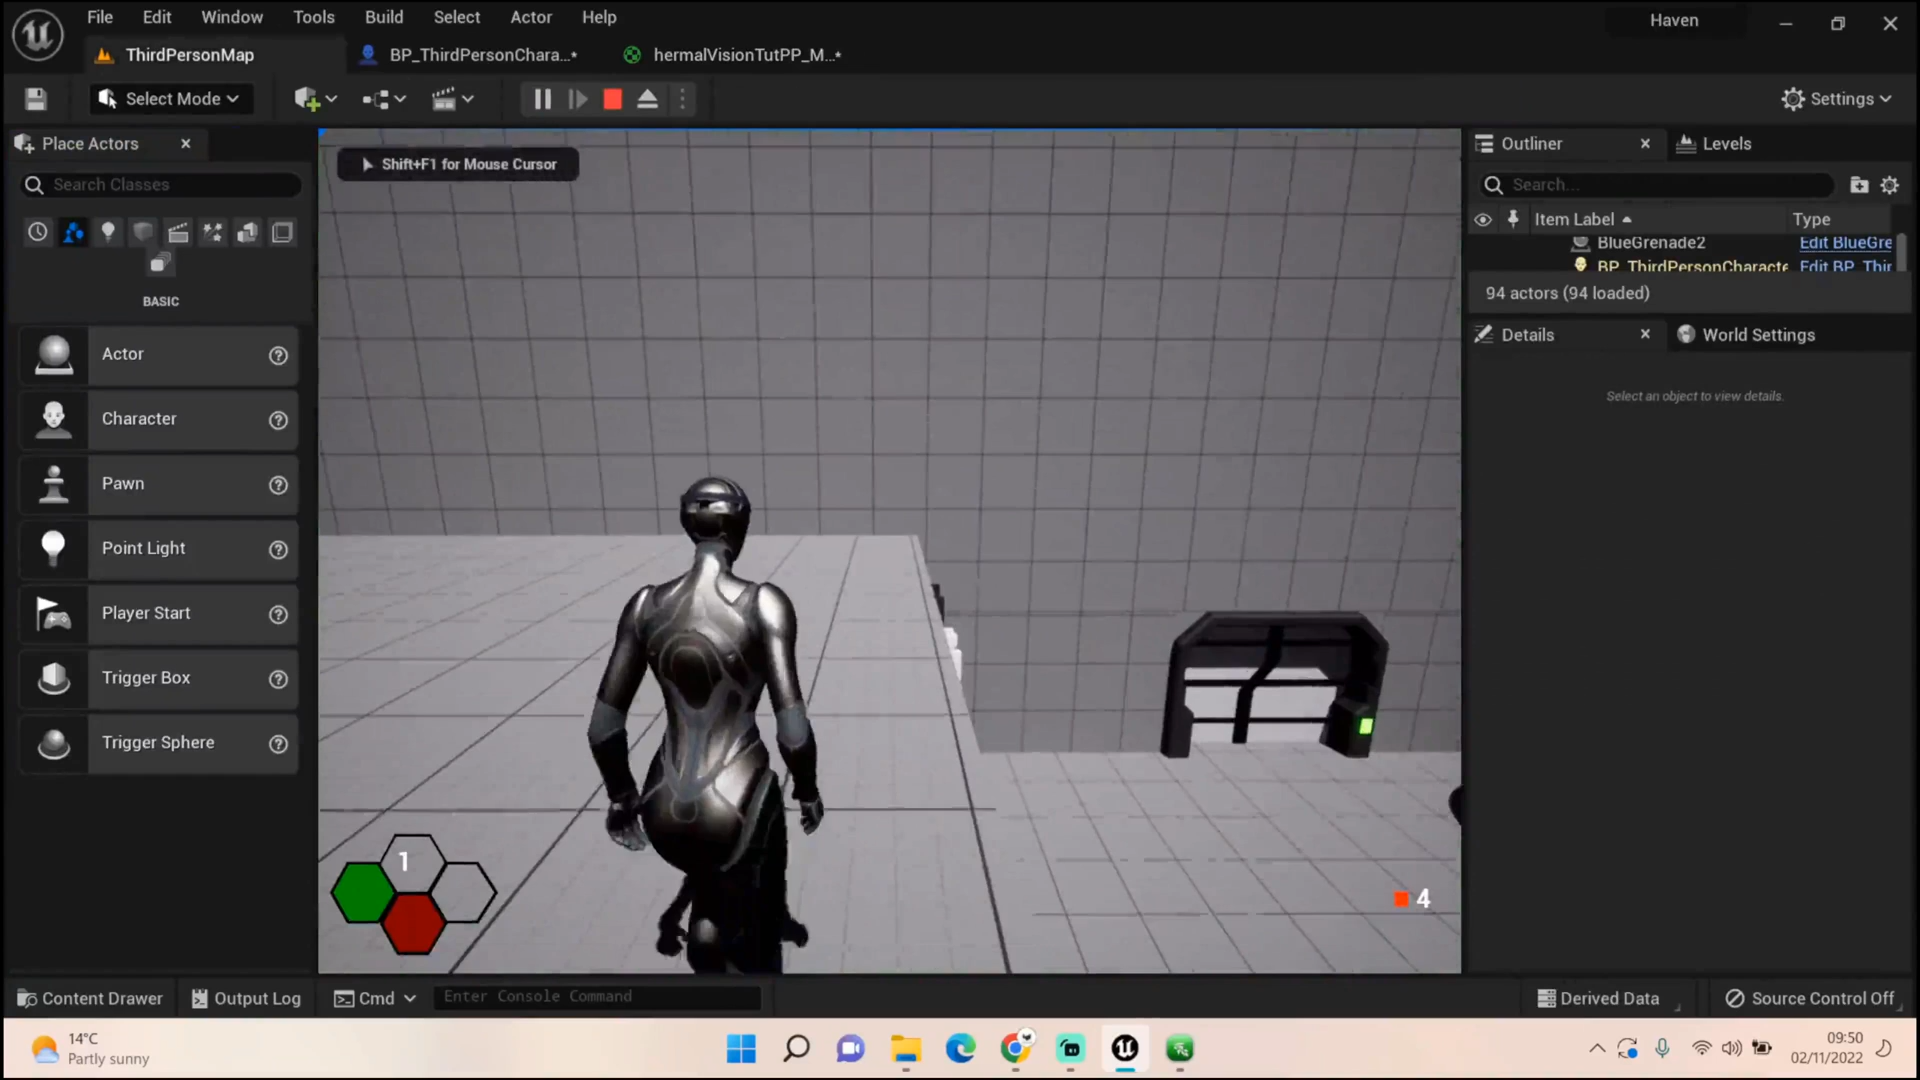 File Edit Window Tools Build Select Actor Help
Haven
ThirdPersonMap
BP_ThirdPersonChara...*
hermalVisionTutPP_M...*
Select Mode
Settings
Place Actors
Search Classes
BASIC
Actor
Character
Pawn
Point Light
Player Start
Trigger Box
Trigger Sphere
Shift+F1 for Mouse Cursor
1
4
Outliner
Levels
Search...
Item Label
Type
BlueGrenade2
Edit BlueGre
BP_ThirdPersonCharacte
Edit BP_Thir
94 actors (94 loaded)
Details
World Settings
Select an object to view details.
Content Drawer
Output Log
Cmd
Enter Console Command
Derived Data
Source Control Off
14°C
Partly sunny
09:50
02/11/2022